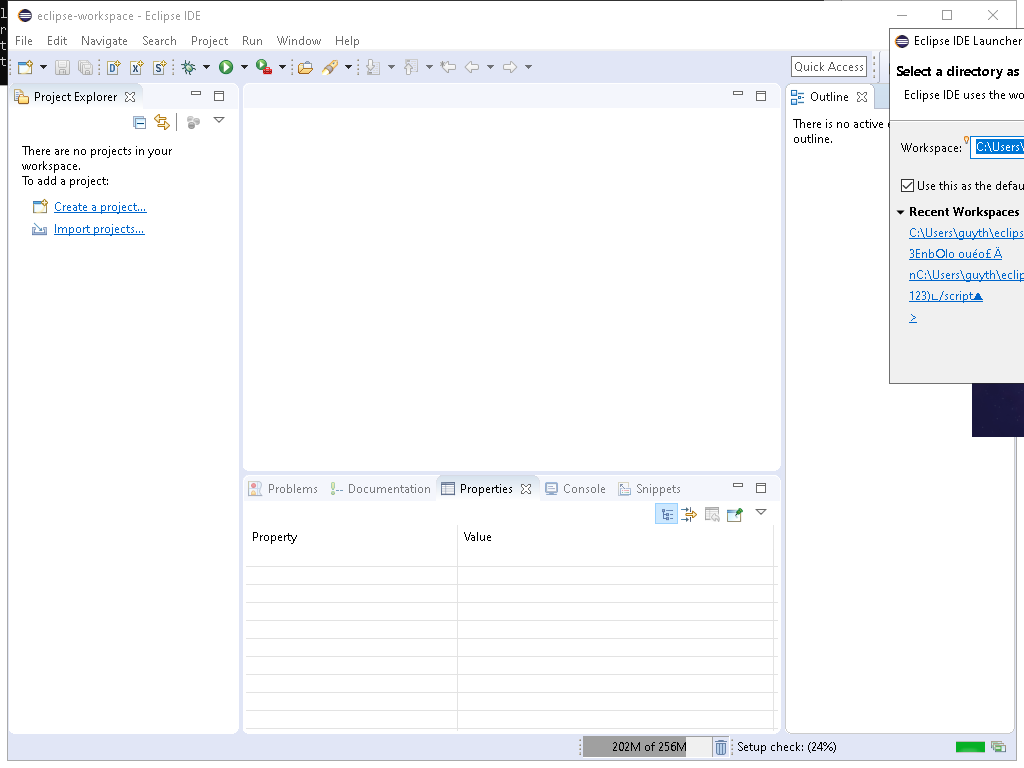 eclipse-workspace - Eclipse IDE
File Edit Navigate Search Project Run Window Help
Quick Access
Project Explorer
There are no projects in your
workspace.
To add a project:
Create a project...
Import projects...
Outline
There is no active
outline.
Problems Documentation Properties Console Snippets
Property Value
202M of 256M
Setup check: (24%)
Eclipse IDE Launcher
Select a directory as
Eclipse IDE uses the wo
Workspace: C:\Users\
Use this as the defau
Recent Workspaces
C:\Users\guyth\eclips
3EnbOlo ouéo£ Ä
nC:\Users\guyth\eclip
123)∟/script▲
>